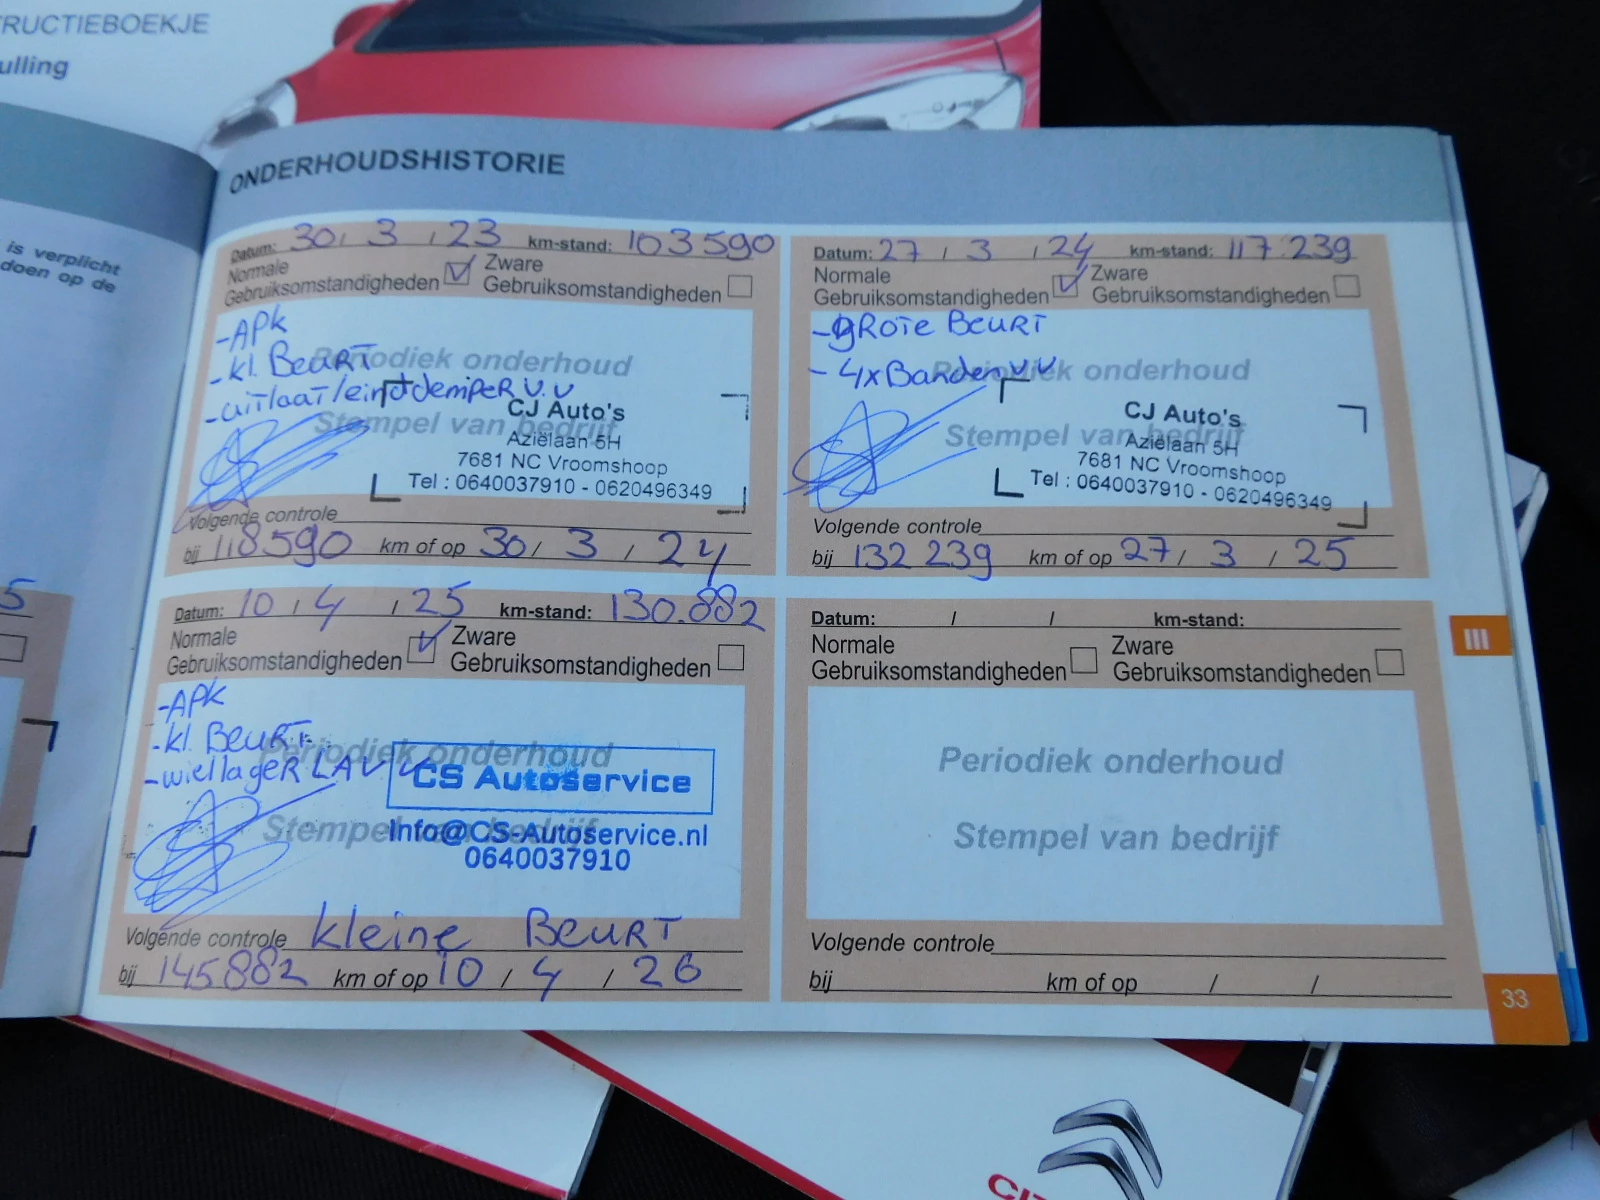 RUCTIEBOEKJE
ulling
is verplicht
doen op de
5
ONDERHOUDSHISTORIE
Datum: 30 / 3 / 23 km-stand: 103590
Normale Gebruiksomstandigheden
Zware Gebruiksomstandigheden
-APK
-kl. BeuRT
-uitlaat/einddempeR V.V
Periodiek onderhoud
Stempel van bedrijf
CJ Auto's
Aziëlaan 5H
7681 NC Vroomshoop
Tel : 0640037910 - 0620496349
Volgende controle
bij 118590 km of op 30 / 3 / 24
Datum: 27 / 3 / 24 km-stand: 117.239
Normale Gebruiksomstandigheden
Zware Gebruiksomstandigheden
-gRoTe BeuRT
- 4x Banden V.V
Periodiek onderhoud
Stempel van bedrijf
CJ Auto's
Aziëlaan 5H
7681 NC Vroomshoop
Tel : 0640037910 - 0620496349
Volgende controle
bij 132 239 km of op 27 / 3 / 25
Datum: 10 / 4 / 25 km-stand: 130.882
Normale Gebruiksomstandigheden
Zware Gebruiksomstandigheden
-APK
-kl. BeuRT
-wiellageR LA V.V
Periodiek onderhoud
Stempel van bedrijf
CS Autoservice
Info@CS-Autoservice.nl
0640037910
Volgende controle kleine BeuRT
bij 145882 km of op 10 / 4 / 26
Datum: / / km-stand:
Normale Gebruiksomstandigheden
Zware Gebruiksomstandigheden
Periodiek onderhoud
Stempel van bedrijf
Volgende controle
bij km of op / /
III
33
CIT